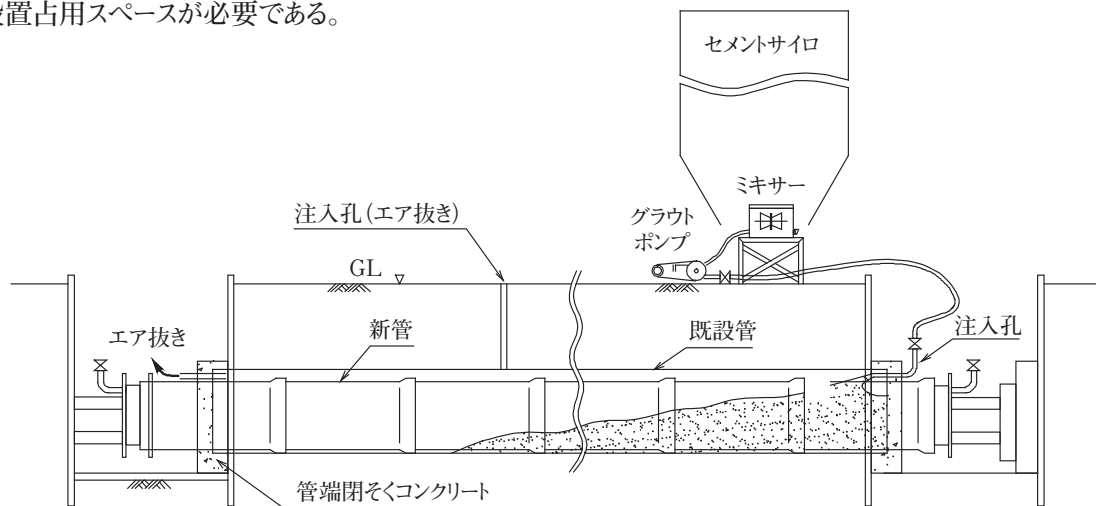 置占用スペースが必要である。
セメントサイロ
ミキサー
注入孔(エア抜き)
グラウト
ポンプ
GL
エア抜き
新管
既設管
注入孔
管端閉そくコンクリート